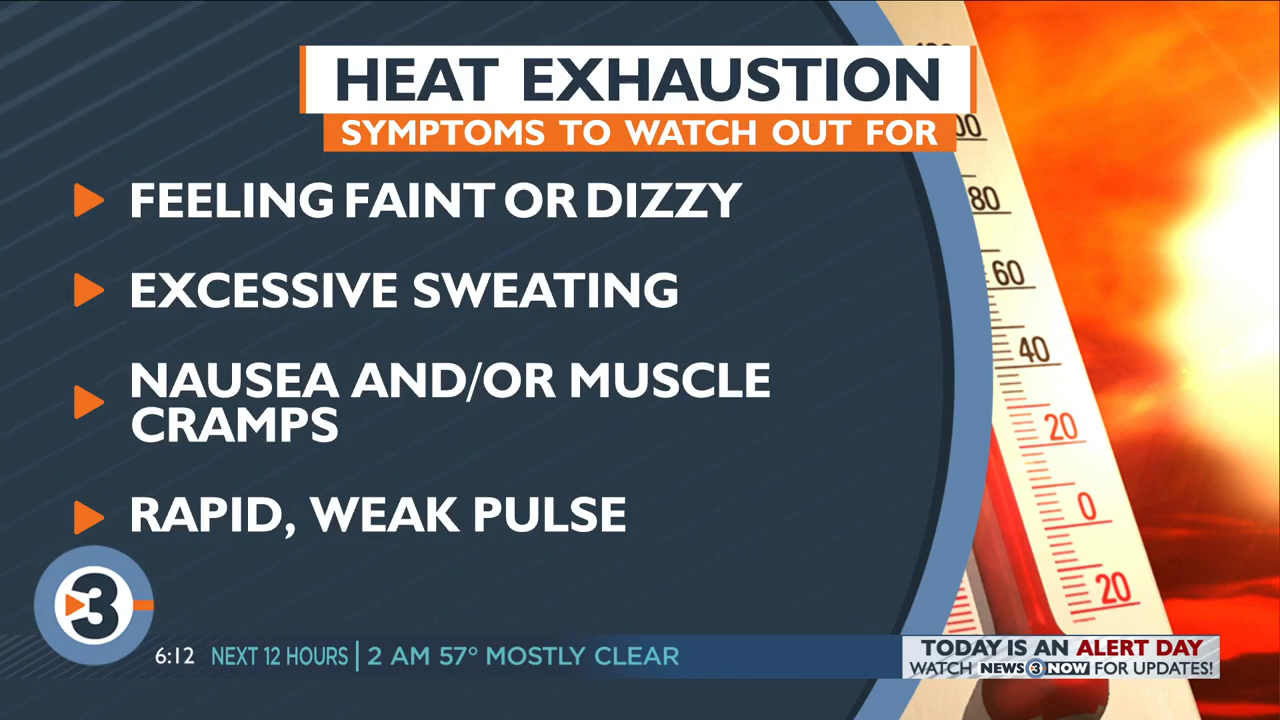 HEAT EXHAUSTION
SYMPTOMS TO WATCH OUT FOR
FEELING FAINT OR DIZZY
EXCESSIVE SWEATING
NAUSEA AND/OR MUSCLE
CRAMPS
RAPID, WEAK PULSE
80
60
40
20
0
20
3
6:12 NEXT 12 HOURS | 2 AM 57° MOSTLY CLEAR
TODAY IS AN ALERT DAY
WATCH NEWS 3 NOW FOR UPDATES!